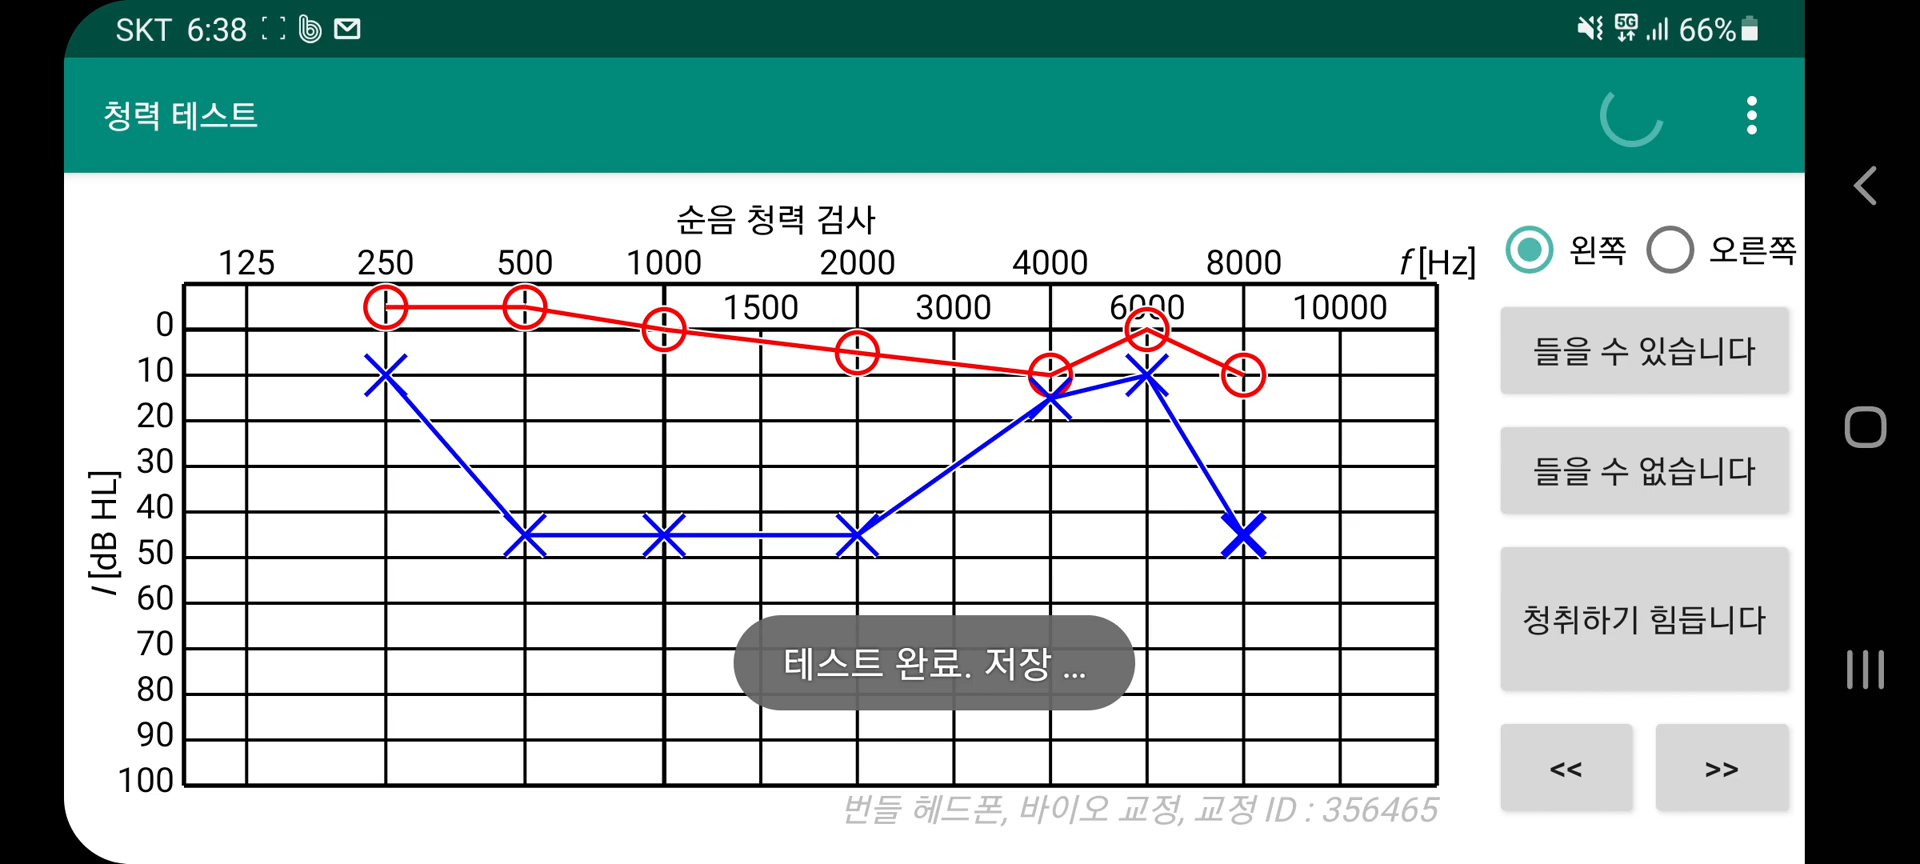 SKT 6:38
5G 66%
청력 테스트
순음 청력 검사
125 250 500 1000 2000 4000 8000 f [Hz]
1500 3000 6000 10000
왼쪽 오른쪽
0
10
20
30
40
50
60
70
80
90
100
I [dB HL]
들을 수 있습니다
들을 수 없습니다
청취하기 힘듭니다
<< >>
테스트 완료. 저장 ...
번들 헤드폰, 바이오 교정, 교정 ID : 356465